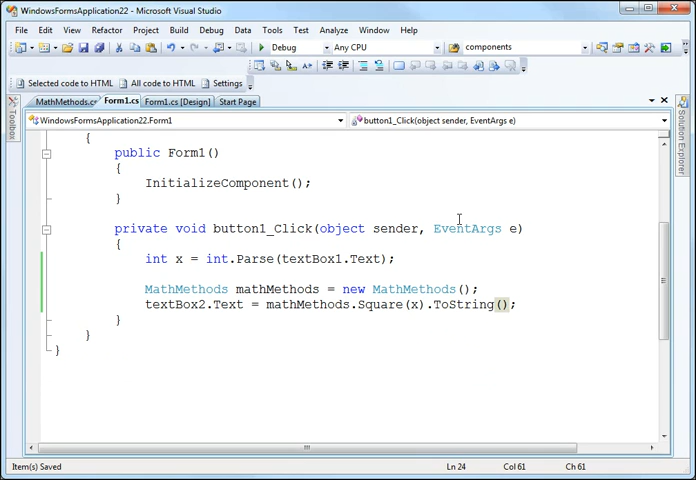 WindowsFormsApplication22 - Microsoft Visual Studio
File Edit View Refactor Project Build Debug Data Tools Test Analyze Window Help
Debug Any CPU components
Selected code to HTML All code to HTML Settings
MathMethods.cs Form1.cs Form1.cs [Design] Start Page
WindowsFormsApplication22.Form1 button1_Click(object sender, EventArgs e)
{
public Form1()
{
InitializeComponent();
}
private void button1_Click(object sender, EventArgs e)
{
int x = int.Parse(textBox1.Text);
MathMethods mathMethods = new MathMethods();
textBox2.Text = mathMethods.Square(x).ToString();
}
}
}
Toolbox
Solution Explorer
Item(s) Saved Ln 24 Col 61 Ch 61